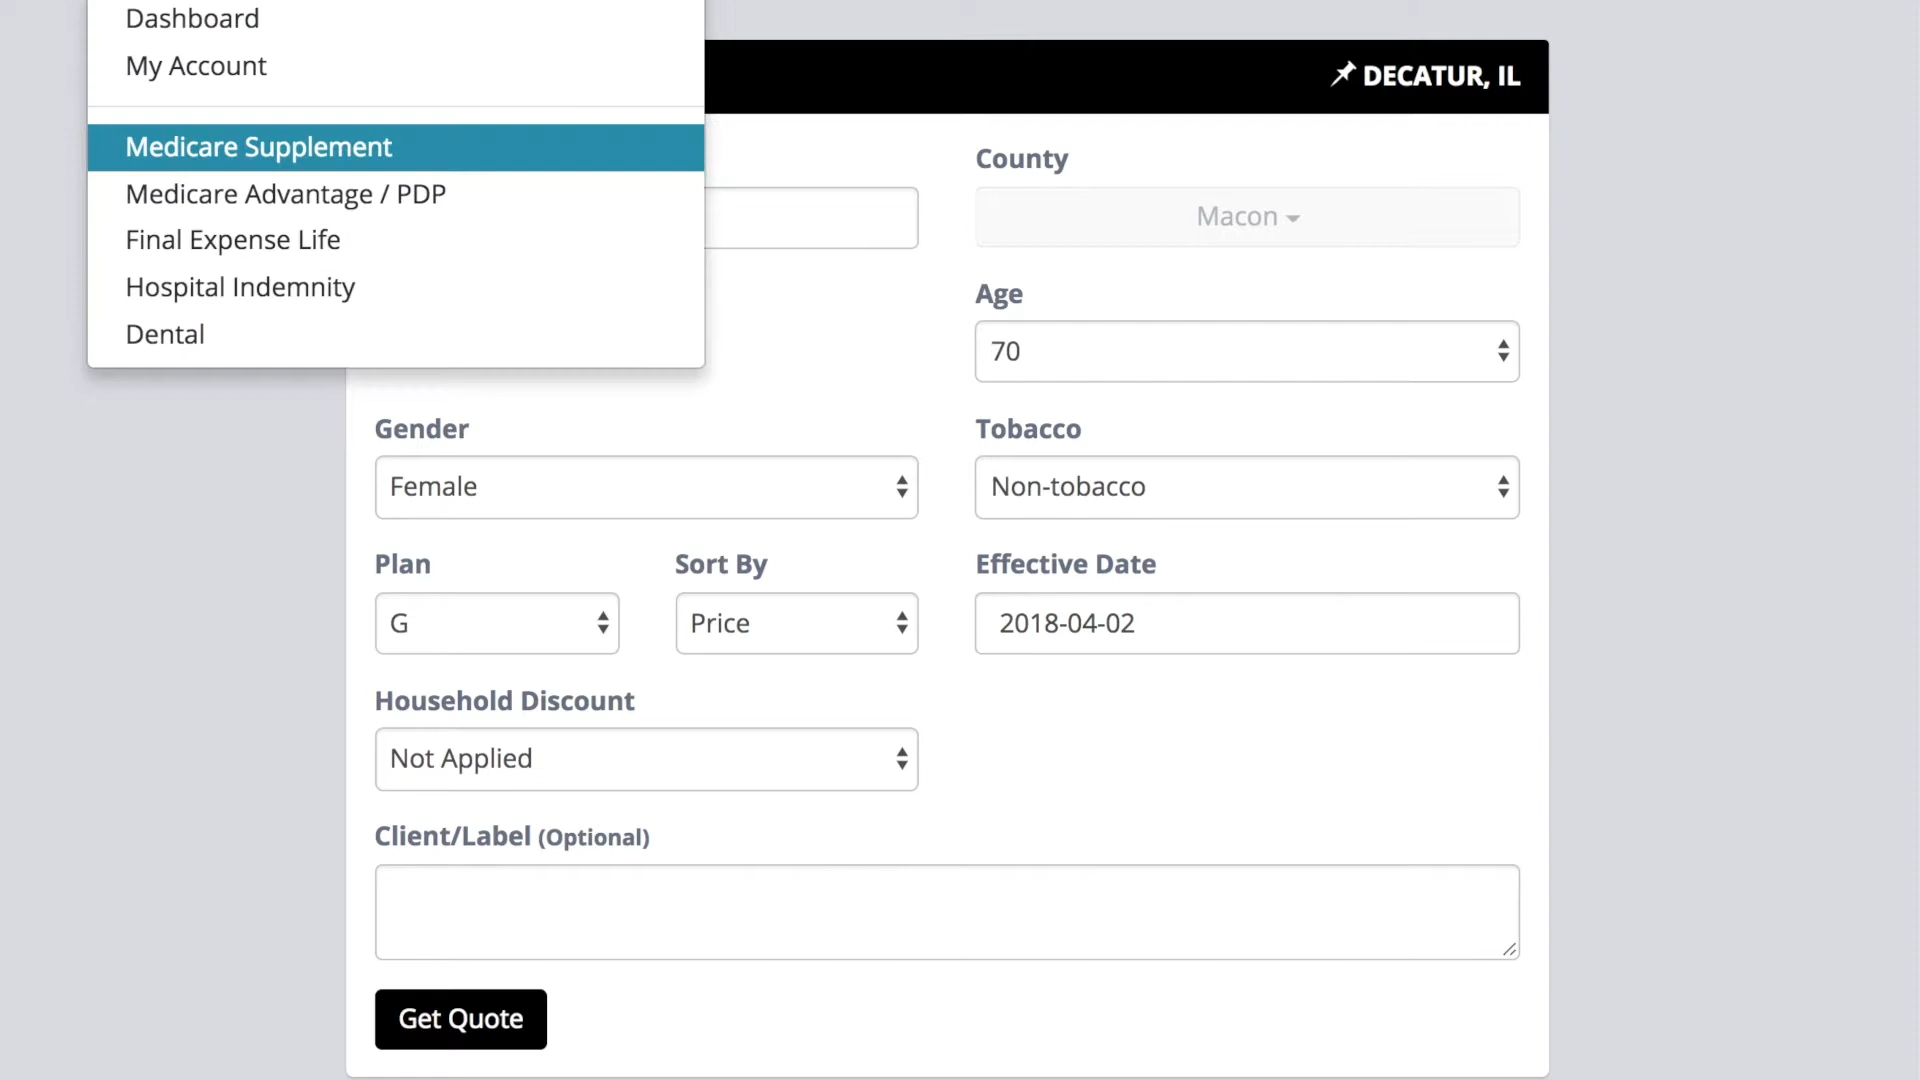 Dashboard
My Account
DECATUR, IL
Medicare Supplement
Medicare Advantage / PDP
Final Expense Life
Hospital Indemnity
Dental
County
Macon
Age
70
Gender
Female
Tobacco
Non-tobacco
Plan
G
Sort By
Price
Effective Date
2018-04-02
Household Discount
Not Applied
Client/Label (Optional)
Get Quote